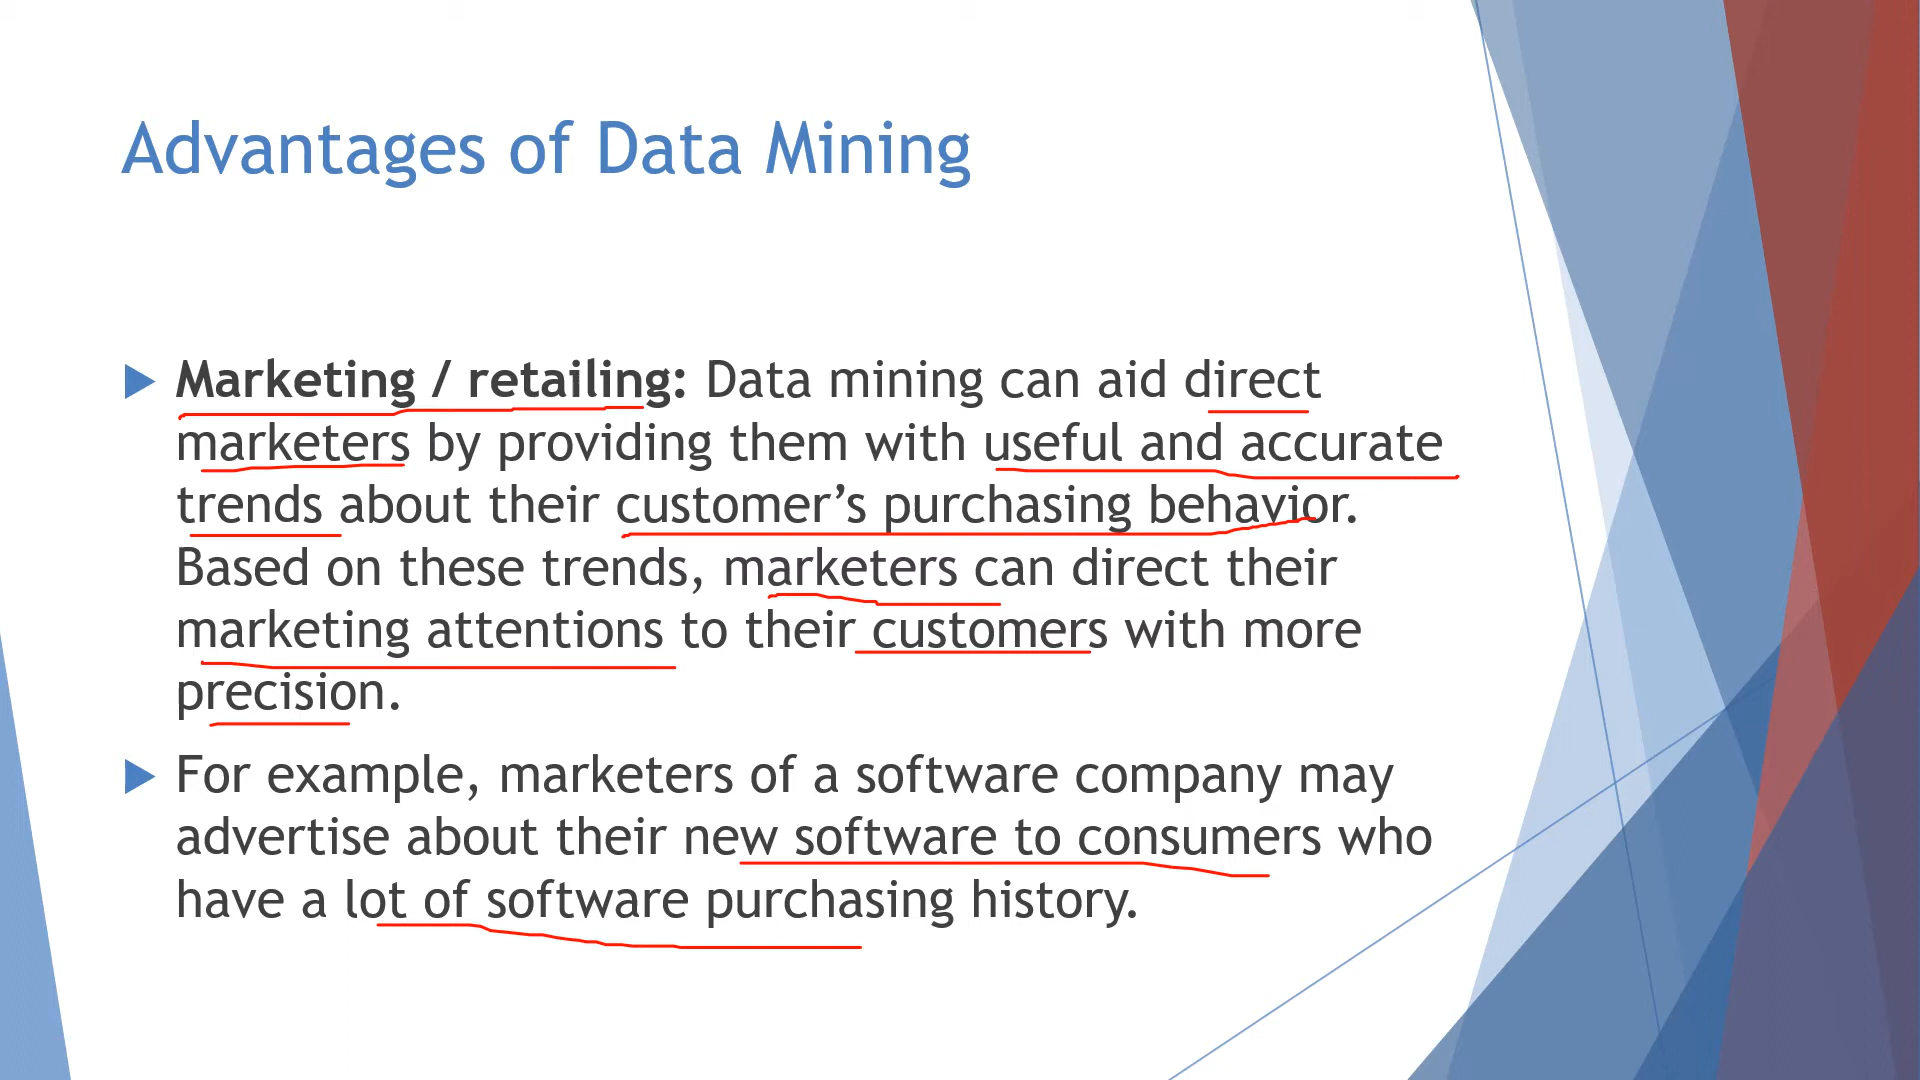 Advantages of Data Mining
Marketing / retailing: Data mining can aid direct
marketers by providing them with useful and accurate
trends about their customer’s purchasing behavior.
Based on these trends, marketers can direct their
marketing attentions to their customers with more
precision.
For example, marketers of a software company may
advertise about their new software to consumers who
have a lot of software purchasing history.